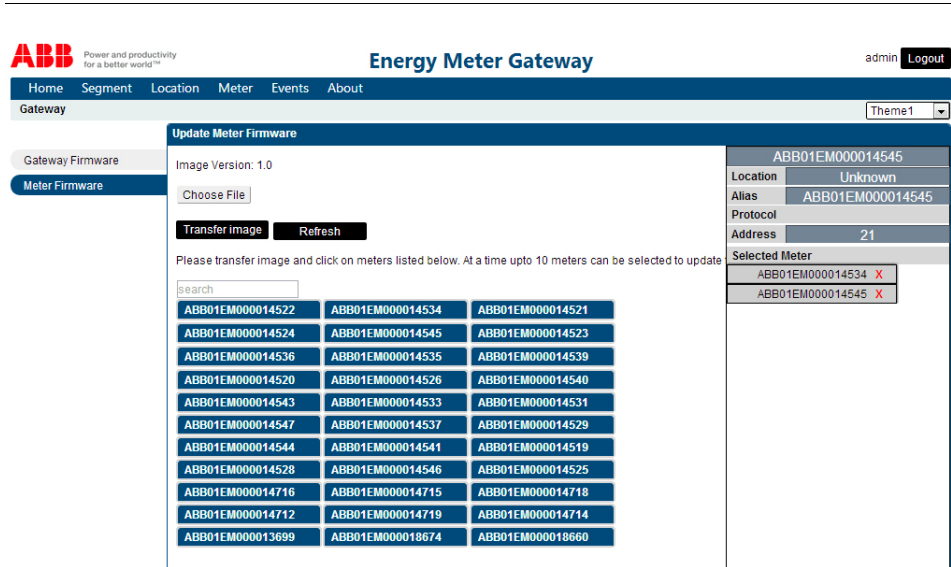 ABB Power and productivity
for a better world™
Energy Meter Gateway
admin Logout
Home Segment Location Meter Events About
Gateway
Theme1
Update Meter Firmware
Gateway Firmware
Meter Firmware
Image Version: 1.0
Choose File
Transfer image Refresh
Please transfer image and click on meters listed below. At a time upto 10 meters can be selected to update
search
ABB01EM000014522 ABB01EM000014534 ABB01EM000014521
ABB01EM000014524 ABB01EM000014545 ABB01EM000014523
ABB01EM000014536 ABB01EM000014535 ABB01EM000014539
ABB01EM000014520 ABB01EM000014526 ABB01EM000014540
ABB01EM000014543 ABB01EM000014533 ABB01EM000014531
ABB01EM000014547 ABB01EM000014537 ABB01EM000014529
ABB01EM000014544 ABB01EM000014541 ABB01EM000014519
ABB01EM000014528 ABB01EM000014546 ABB01EM000014525
ABB01EM000014716 ABB01EM000014715 ABB01EM000014718
ABB01EM000014712 ABB01EM000014719 ABB01EM000014714
ABB01EM000013699 ABB01EM000018674 ABB01EM000018660
ABB01EM000014545
Location Unknown
Alias ABB01EM000014545
Protocol
Address 21
Selected Meter
ABB01EM000014534 X
ABB01EM000014545 X